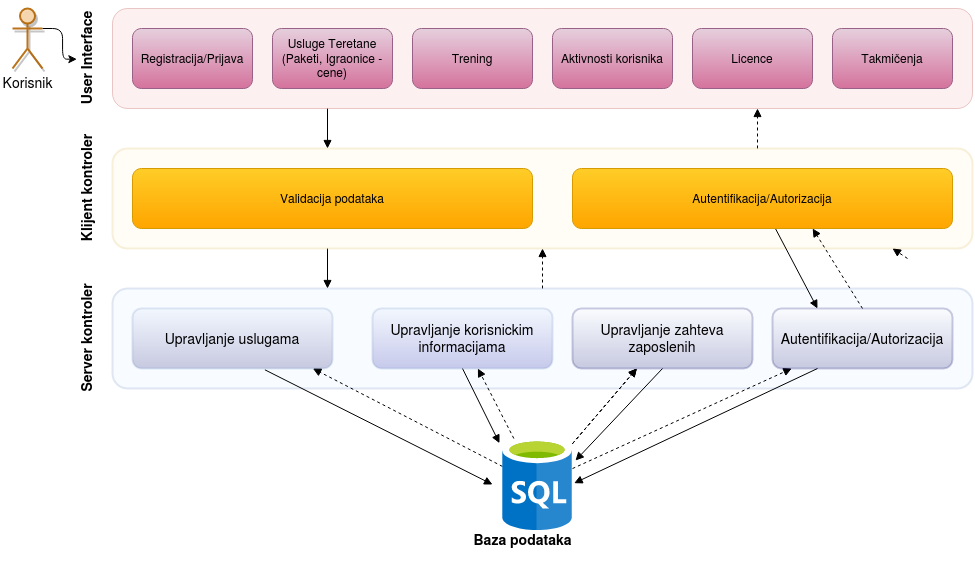 Korisnik
User Interface
Registracija/Prijava
Usluge Teretane
(Paketi, Igraonice -
cene)
Trening
Aktivnosti korisnika
Licence
Takmičenja
Klijent kontroler
Validacija podataka
Autentifikacija/Autorizacija
Server kontroler
Upravljanje uslugama
Upravljanje korisnickim
informacijama
Upravljanje zahteva
zaposlenih
Autentifikacija/Autorizacija
SQL
Baza podataka